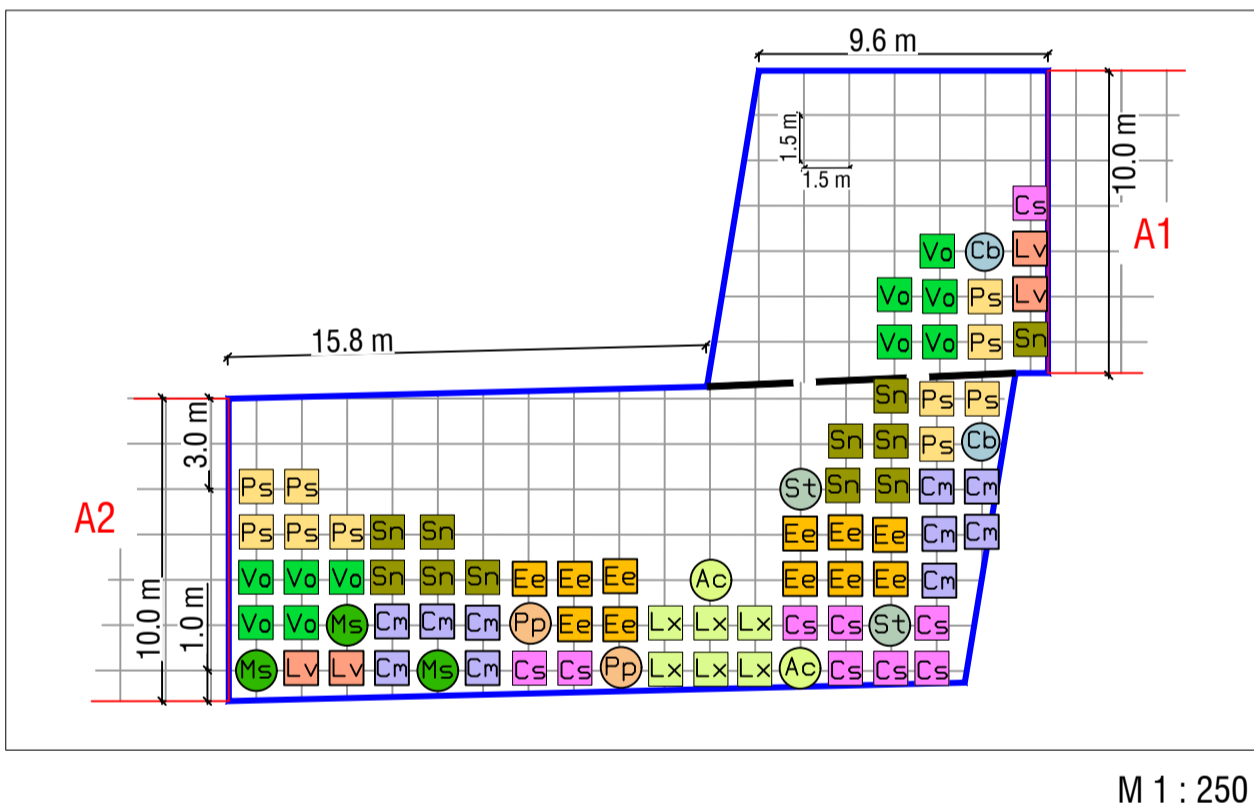 9.6 m
1.5 m
1.5 m
10.0 m
Cs
A1
Vo Cb Lv
Vo Vo Ps Lv
15.8 m
Vo Vo Ps Sn
Sn Ps Ps
3.0 m
Sn Sn Ps Cb
Ps Ps St Sn Sn Cm Cm
A2
Ps Ps Ps Sn Sn Ee Ee Ee Cm Cm
Vo Vo Vo Sn Sn Sn Ee Ee Ee Ac Ee Ee Ee Cm
10.0 m
1.0 m
Vo Vo Ms Cm Cm Cm Pp Ee Ee Lx Lx Lx Cs Cs St Cs
Ms Lv Lv Cm Ms Cm Cs Cs Pp Lx Lx Lx Ac Cs Cs Cs
M 1 : 250